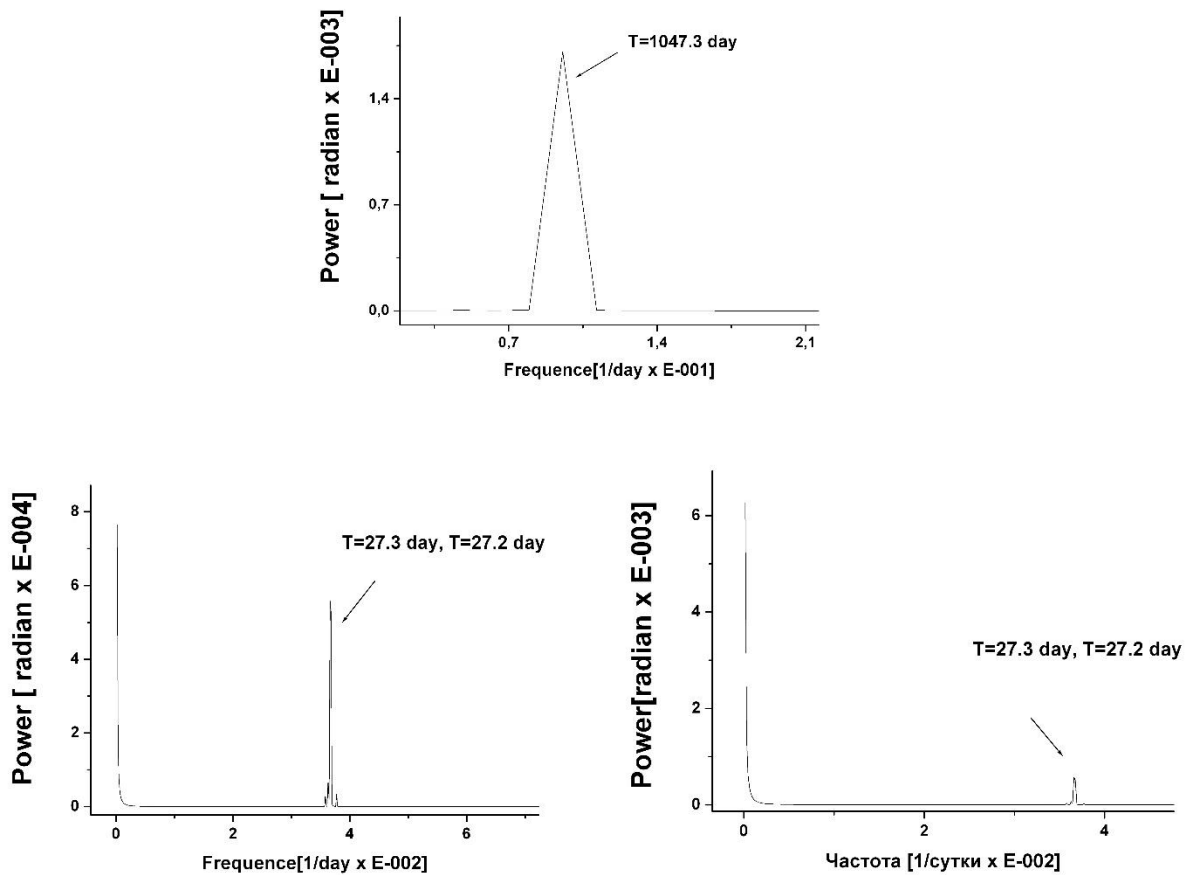 T=1047.3 day
Power [ radian x E-003]
1,4
0,7
0,0
0,7 1,4 2,1
Frequence[1/day x E-001]
Power [ radian x E-004]
8
6
4
2
0
T=27.3 day, T=27.2 day
0 2 4 6
Frequence[1/day x E-002]
Power[radian x E-003]
6
4
2
0
T=27.3 day, T=27.2 day
0 2 4
Частота [1/сутки x E-002]